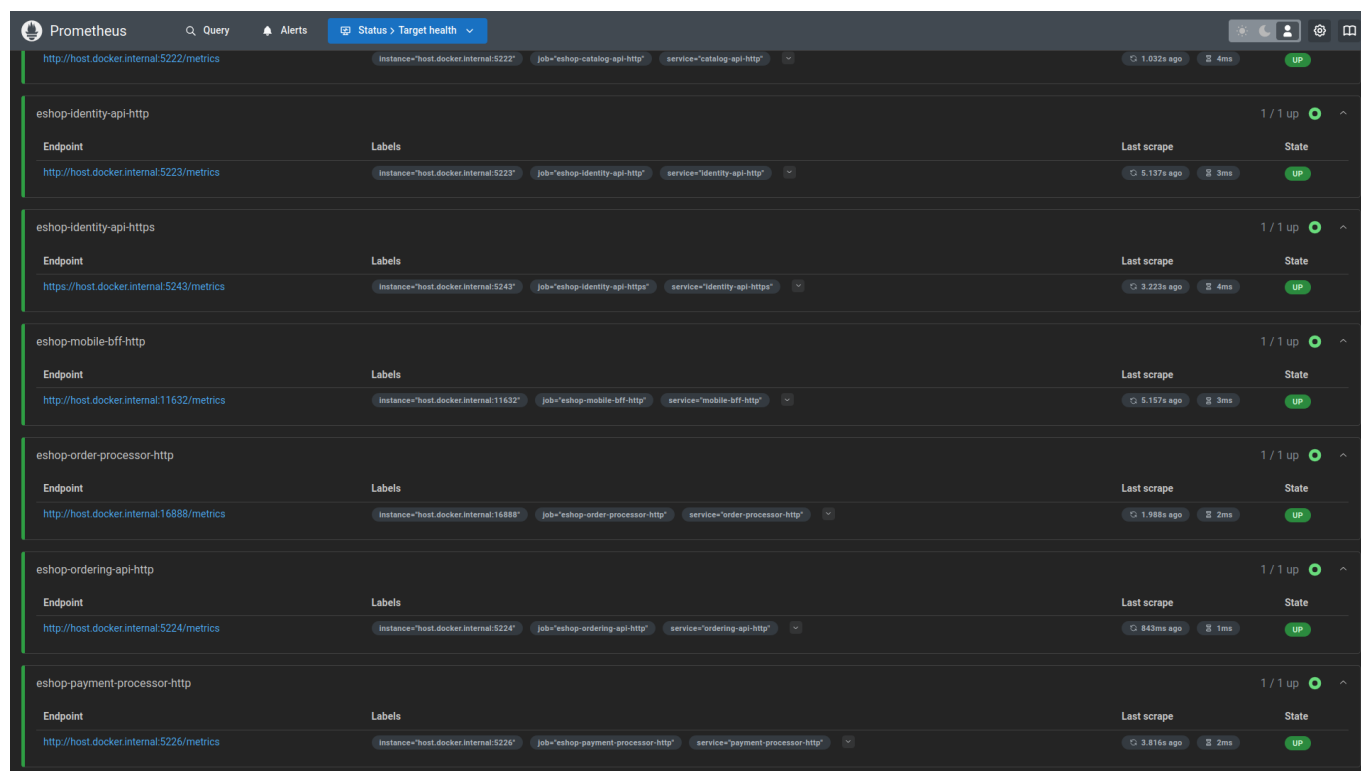 Prometheus Query Alerts Status > Target health
http://host.docker.internal:5222/metrics instance="host.docker.internal:5222" job="eshop-catalog-api-http" service="catalog-api-http" 1.032s ago 4ms UP
eshop-identity-api-http 1 / 1 up
Endpoint Labels Last scrape State
http://host.docker.internal:5223/metrics instance="host.docker.internal:5223" job="eshop-identity-api-http" service="identity-api-http" 5.137s ago 3ms UP
eshop-identity-api-https 1 / 1 up
Endpoint Labels Last scrape State
https://host.docker.internal:5243/metrics instance="host.docker.internal:5243" job="eshop-identity-api-https" service="identity-api-https" 3.223s ago 4ms UP
eshop-mobile-bff-http 1 / 1 up
Endpoint Labels Last scrape State
http://host.docker.internal:11632/metrics instance="host.docker.internal:11632" job="eshop-mobile-bff-http" service="mobile-bff-http" 5.157s ago 3ms UP
eshop-order-processor-http 1 / 1 up
Endpoint Labels Last scrape State
http://host.docker.internal:16888/metrics instance="host.docker.internal:16888" job="eshop-order-processor-http" service="order-processor-http" 1.988s ago 2ms UP
eshop-ordering-api-http 1 / 1 up
Endpoint Labels Last scrape State
http://host.docker.internal:5224/metrics instance="host.docker.internal:5224" job="eshop-ordering-api-http" service="ordering-api-http" 843ms ago 1ms UP
eshop-payment-processor-http 1 / 1 up
Endpoint Labels Last scrape State
http://host.docker.internal:5226/metrics instance="host.docker.internal:5226" job="eshop-payment-processor-http" service="payment-processor-http" 3.816s ago 2ms UP